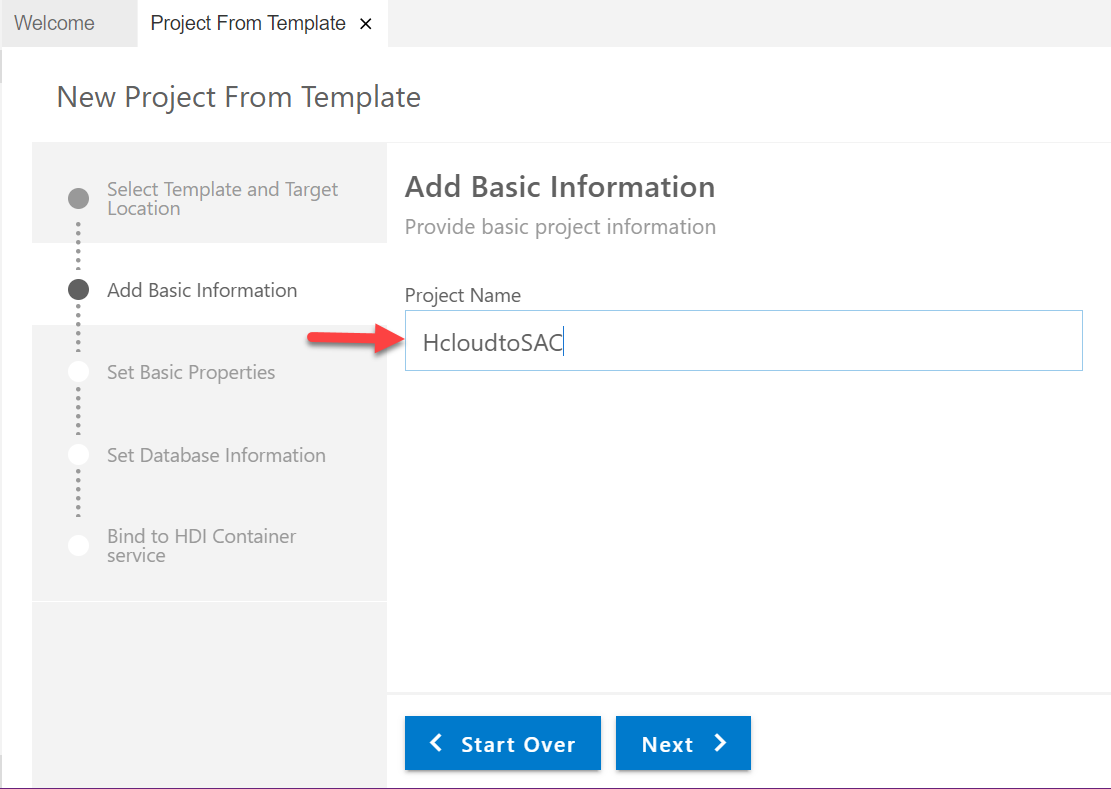 Welcome
Project From Template ×
New Project From Template
Select Template and Target
Location
Add Basic Information
Set Basic Properties
Set Database Information
Bind to HDI Container
service
Add Basic Information
Provide basic project information
Project Name
HcloudtoSAC
Start Over
Next